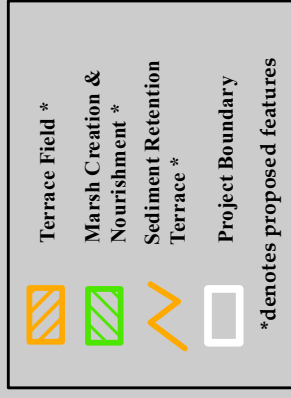 Terrace Field *
Marsh Creation &
Nourishment *
Sediment Retention
Terrace *
Project Boundary
*denotes proposed features